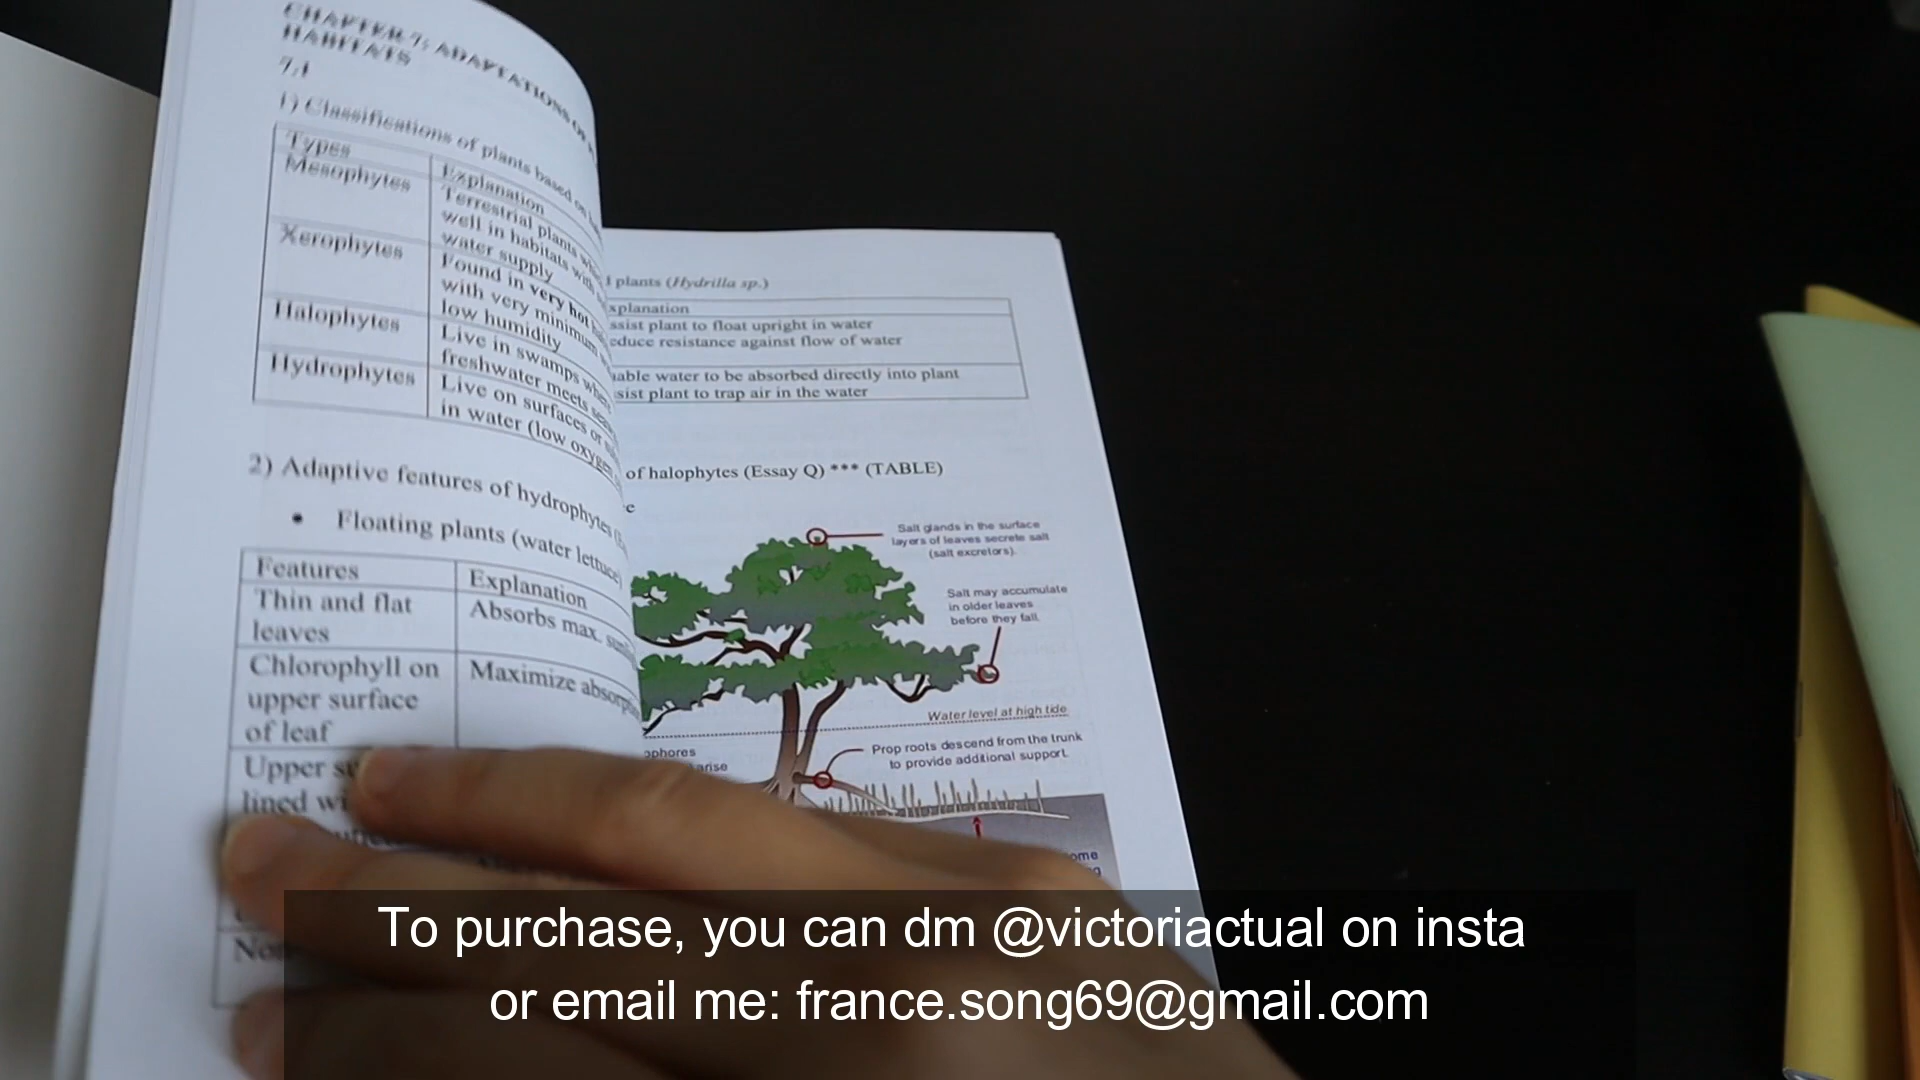 CHAPTER 7: ADAPTATIONS OF
HABITATS
7.1
1) Classifications of plants based on
Types
Explanation
Mesophytes
Terrestrial plants
well in habitats with
water supply
Xerophytes
Found in very hot
with very minimum
low humidity
Halophytes
Live in swamps where
freshwater meets
Hydrophytes
Live on surfaces or
in water (low oxygen
2) Adaptive features of hydrophytes
• Floating plants (water lettuce)
Features
Explanation
Thin and flat
leaves
Absorbs max.
Chlorophyll on
upper surface
of leaf
Maximize
Upper
lined
plants (Hydrilla sp.)
xplanation
ssist plant to float upright in water
educe resistance against flow of water
able water to be absorbed directly into plant
sist plant to trap air in the water
of halophytes (Essay Q) *** (TABLE)
Salt glands in the surface
layers of leaves secrete salt
(salt excretors).
Salt may accumulate
in older leaves
before they fall.
Water level at high tide
ophores
arise
Prop roots descend from the trunk
to provide additional support.
ome
To purchase, you can dm @victoriactual on insta
or email me: france.song69@gmail.com